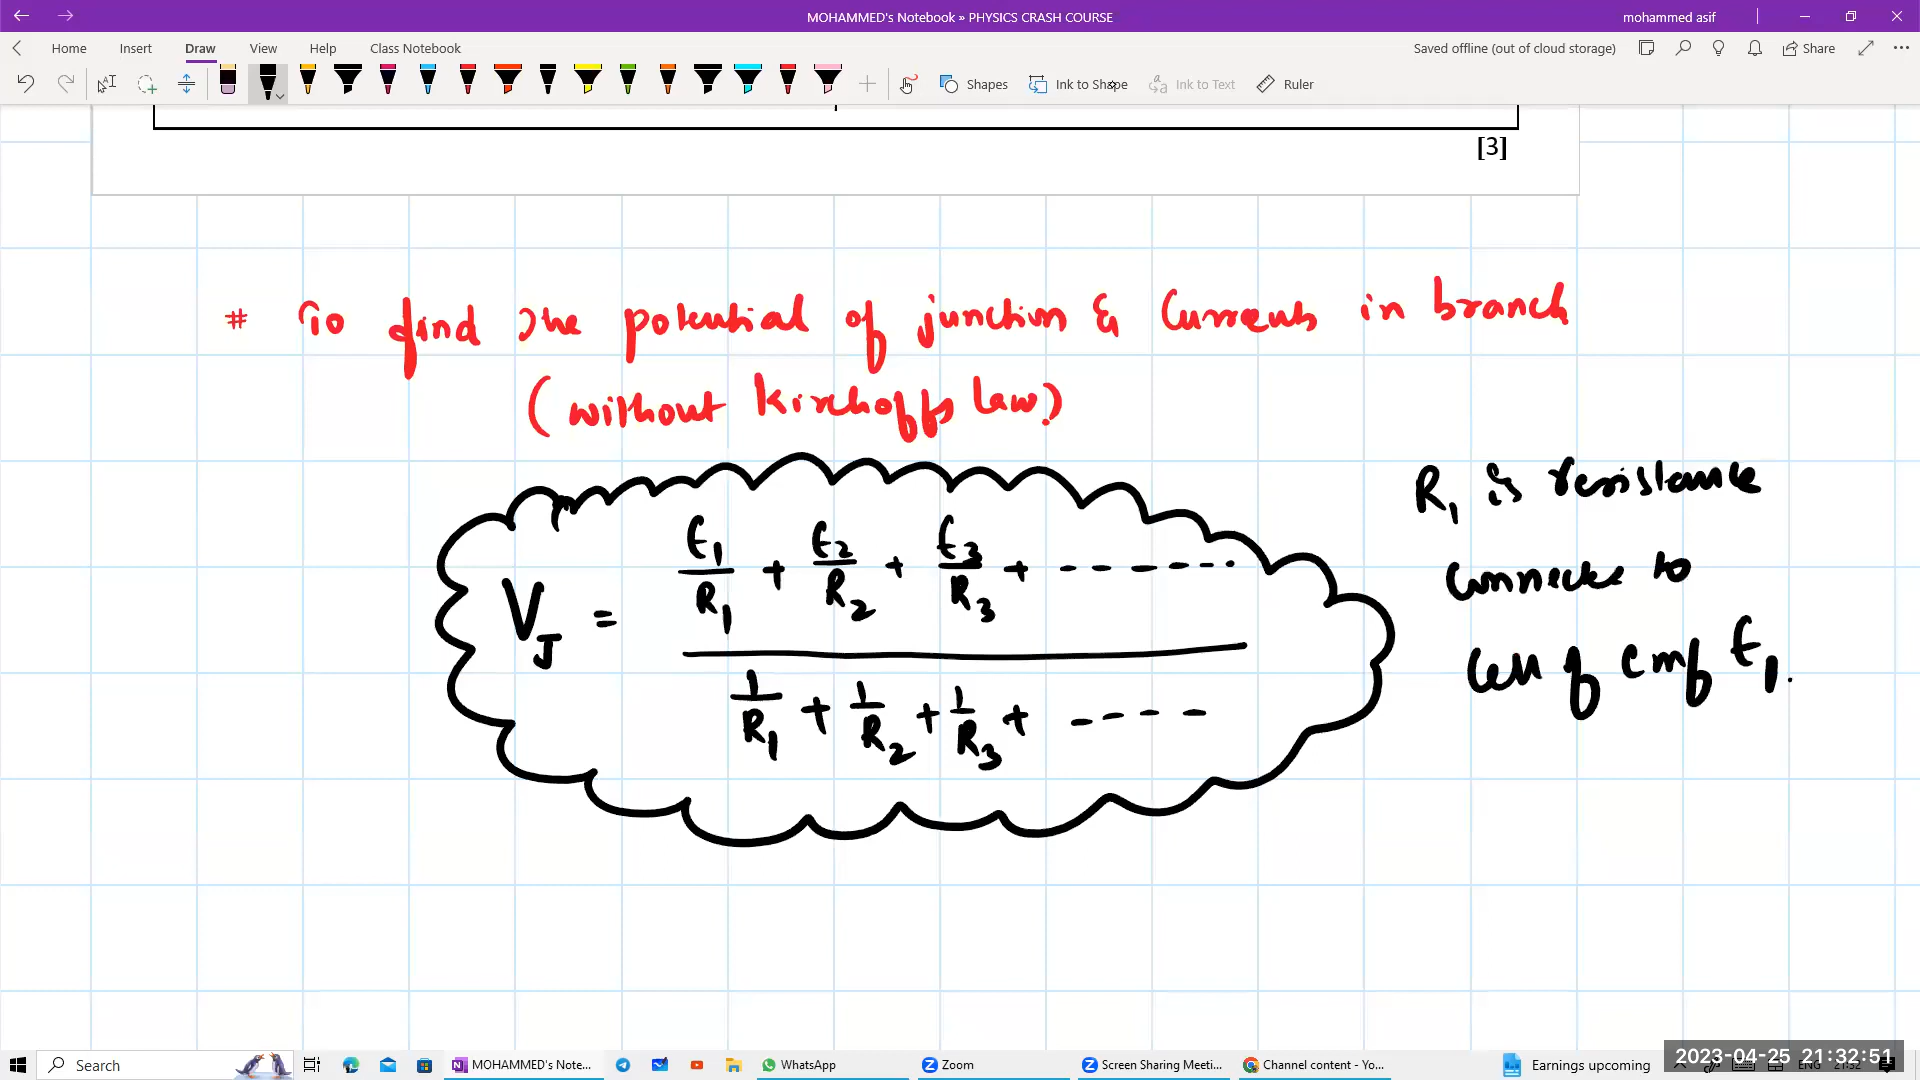 MOHAMMED's Notebook » PHYSICS CRASH COURSE
mohammed asif
Home Insert Draw View Help Class Notebook
Saved offline (out of cloud storage)
Share
Shapes
Ink to Shape
Ink to Text
Ruler
[3]
# To find the potential of junction & Currents in branch
(without kirchoffs law)
V_J = (E1/R1 + E2/R2 + E3/R3 + -------) / (1/R1 + 1/R2 + 1/R3 + ----)
R1 is resistance
connected to
cell of emf E1.
Search
MOHAMMED's Note...
WhatsApp
Zoom
Screen Sharing Meeti...
Channel content - Yo...
Earnings upcoming
ENG
2023-04-25 21:32:51